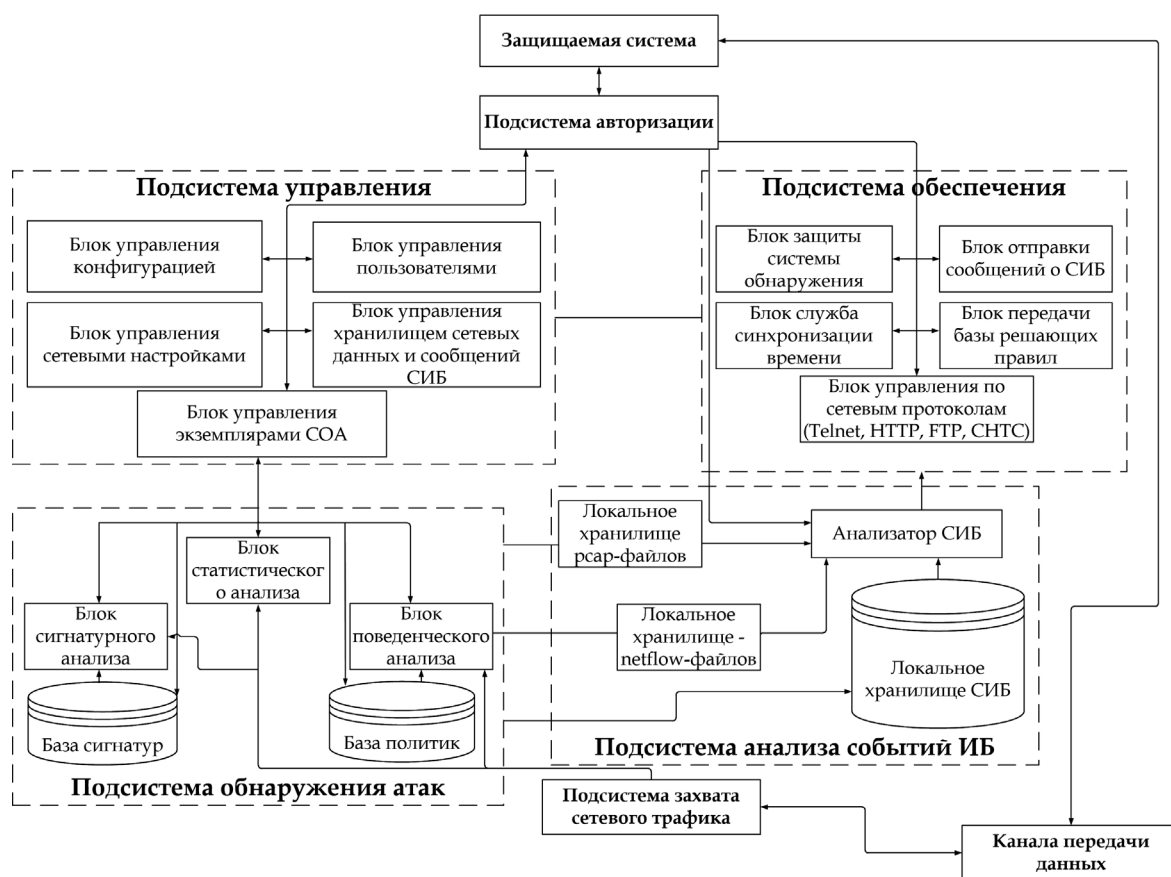 Защищаемая система
Подсистема авторизации
Подсистема управления
Блок управления
конфигурацией
Блок управления
пользователями
Блок управления
сетевыми настройками
Блок управления
хранилищем сетевых
данных и сообщений
СИБ
Блок управления
экземплярами СОА
Подсистема обеспечения
Блок защиты
системы
обнаружения
Блок отправки
сообщений о СИБ
Блок служба
синхронизации
времени
Блок передачи
базы решающих
правил
Блок управления по
сетевым протоколам
(Telnet, HTTP, FTP, СНТС)
Блок
статистическог
о анализа
Блок
сигнатурного
анализа
Блок
поведенческого
анализа
База сигнатур
База политик
Подсистема обнаружения атак
Локальное
хранилище
pcap-файлов
Анализатор СИБ
Локальное
хранилище -
netflow-файлов
Локальное
хранилище СИБ
Подсистема анализа событий ИБ
Подсистема захвата
сетевого трафика
Канала передачи
данных